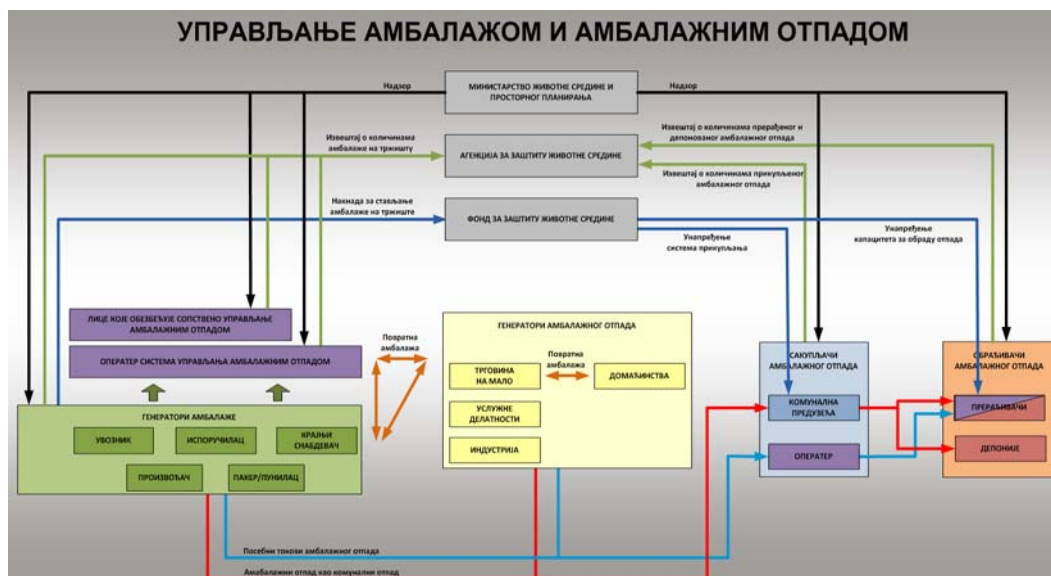 УПРАВЉАЊЕ АМБАЛАЖОМ И АМБАЛАЖНИМ ОТПАДОМ
Надзор
МИНИСТАРСТВО ЖИВОТНЕ СРЕДИНЕ И
ПРОСТОРНОГ ПЛАНИРАЊА
Надзор
Извештај о количинама
амбалаже на тржишту
АГЕНЦИЈА ЗА ЗАШТИТУ ЖИВОТНЕ СРЕДИНЕ
Извештај о количинама прерађеног и
депонованог амбалажног отпада
Извештај о количинама прикупљеног
амбалажног отпада
Накнада за стављање
амбалаже на тржиште
ФОНД ЗА ЗАШТИТУ ЖИВОТНЕ СРЕДИНЕ
Унапређење
система прикупљања
Унапређење
капацитета за обраду отпада
ЛИЦЕ КОЈЕ ОБЕЗБЕЂУЈЕ СОПСТВЕНО УПРАВЉАЊЕ
АМБАЛАЖНИМ ОТПАДОМ
ОПЕРАТЕР СИСТЕМА УПРАВЉАЊА АМБАЛАЖНИМ ОТПАДОМ
Повратна
амбалажа
ГЕНЕРАТОРИ АМБАЛАЖЕ
УВОЗНИК
ИСПОРУЧИЛАЦ
КРАЈЊИ
СНАБДЕВАЧ
ПРОИЗВОЂАЧ
ПАКЕР/ПУНИЛАЦ
ГЕНЕРАТОРИ АМБАЛАЖНОГ ОТПАДА
ТРГОВИНА
НА МАЛО
Повратна
амбалажа
ДОМАЋИНСТВА
УСЛУЖНЕ
ДЕЛАТНОСТИ
ИНДУСТРИЈА
САКУПЉАЧИ
АМБАЛАЖНОГ ОТПАДА
КОМУНАЛНА
ПРЕДУЗЕЋА
ОПЕРАТЕР
ОБРАЂИВАЧИ
АМБАЛАЖНОГ ОТПАДА
ПРЕРАЂИВАЧИ
ДЕПОНИЈЕ
Посебни токови амбалажног отпада
Амабалажни отпад као комунални отпад